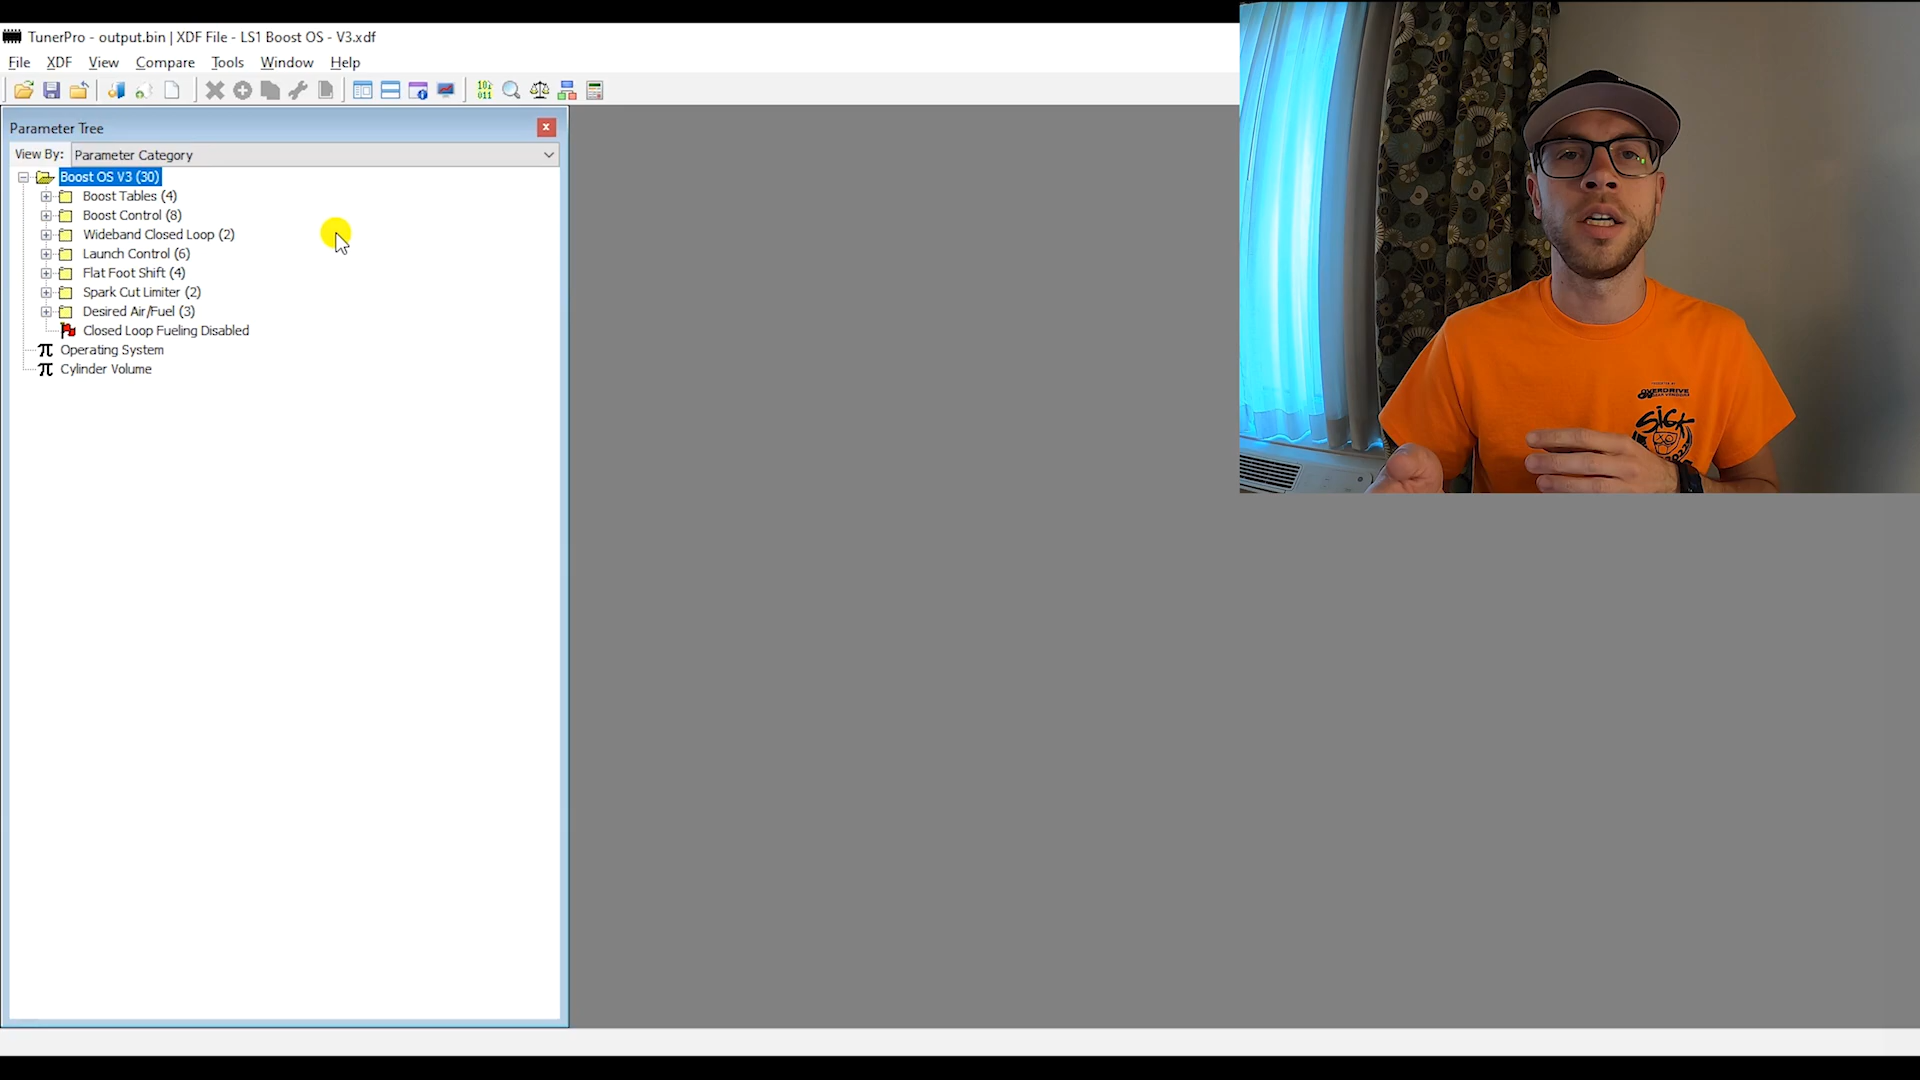 TunerPro - output.bin | XDF File - LS1 Boost OS - V3.xdf
File XDF View Compare Tools Window Help
Parameter Tree
View By: Parameter Category
Boost OS V3 (30)
Boost Tables (4)
Boost Control (8)
Wideband Closed Loop (2)
Launch Control (6)
Flat Foot Shift (4)
Spark Cut Limiter (2)
Desired Air/Fuel (3)
Closed Loop Fueling Disabled
Operating System
Cylinder Volume
OVERDRIVE
SICK